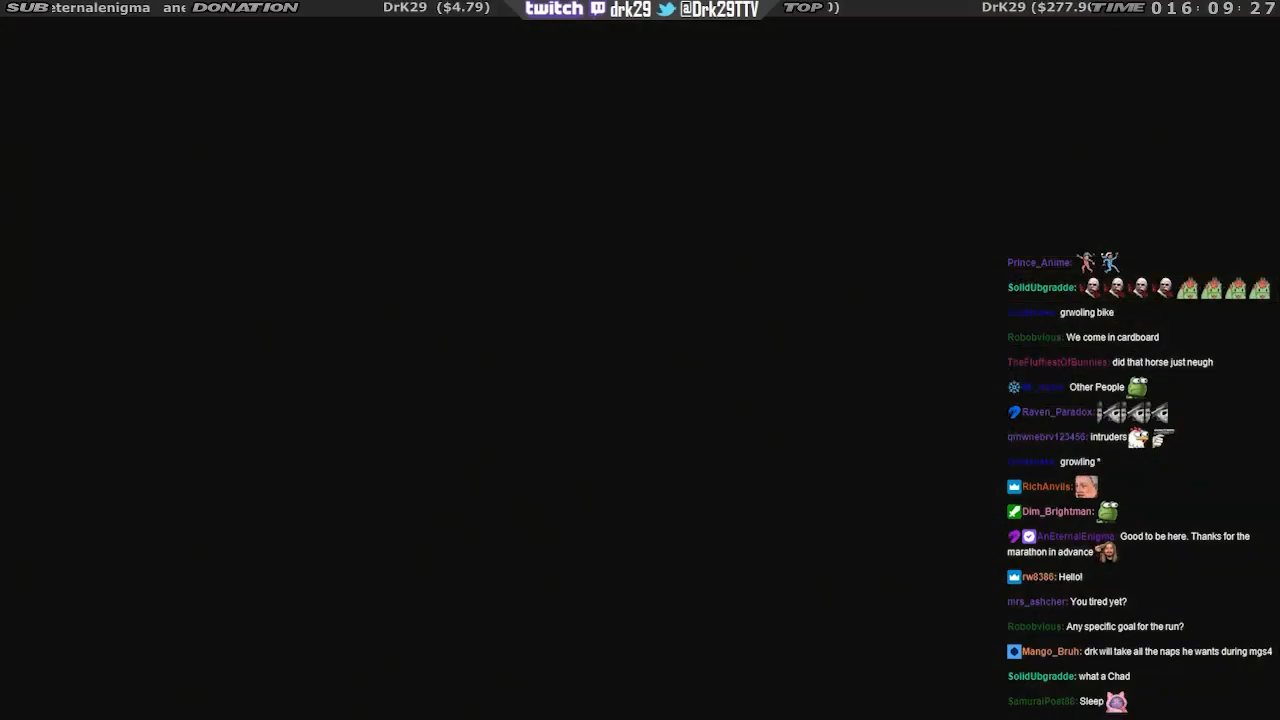 SUB eternalenigma ane DONATION DrK29 ($4.79) twitch drk29 @Drk29TTV TOP )) DrK29 ($277.9( TIME 016:09:27
Prince_Anime:
SolidUbgradde:
grwoling bike
Robobvious: We come in cardboard
TheFluffiestOfBunnies: did that horse just neugh
Other People
Raven_Paradox:
qmwnebrv123456: intruders
growling *
RichAnvils:
Dim_Brightman:
AnEternalEnigma: Good to be here. Thanks for the
marathon in advance
rw8386: Hello!
mrs_ashcher: You tired yet?
Robobvious: Any specific goal for the run?
Mango_Bruh: drk will take all the naps he wants during mgs4
SolidUbgradde: what a Chad
SamuraiPoet88: Sleep